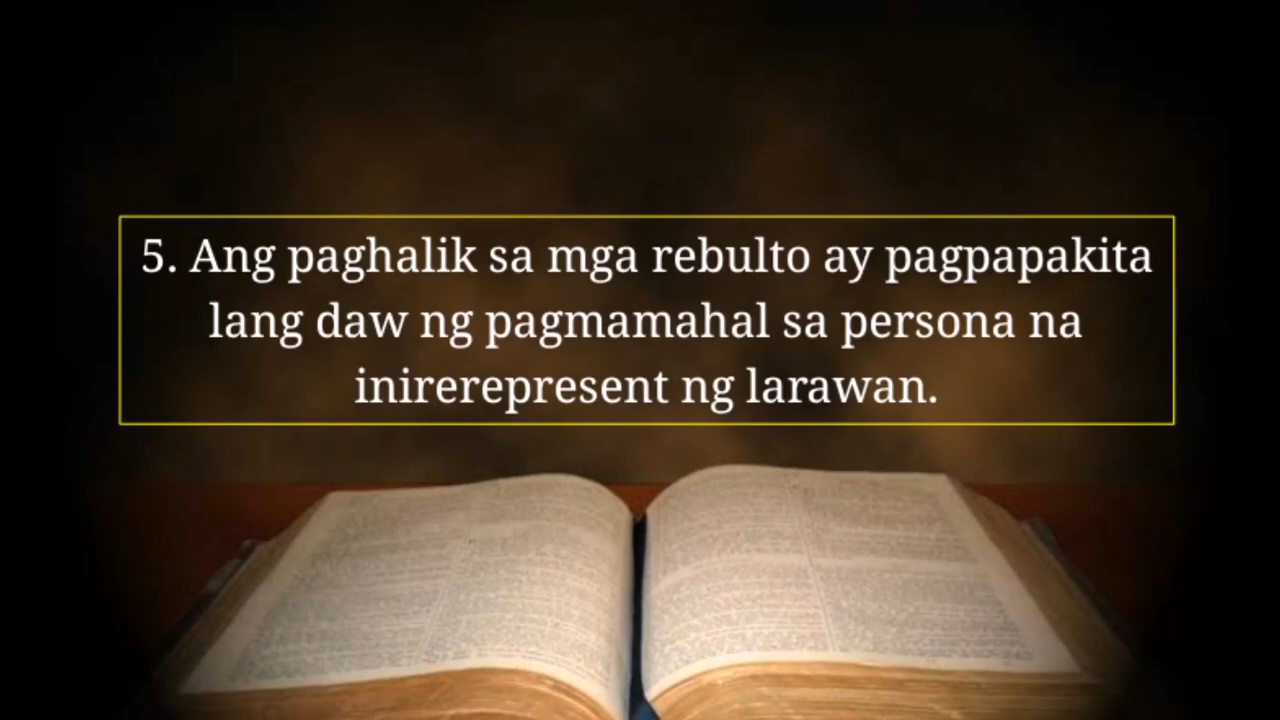 5. Ang paghalik sa mga rebulto ay pagpapakita
lang daw ng pagmamahal sa persona na
inirerepresent ng larawan.